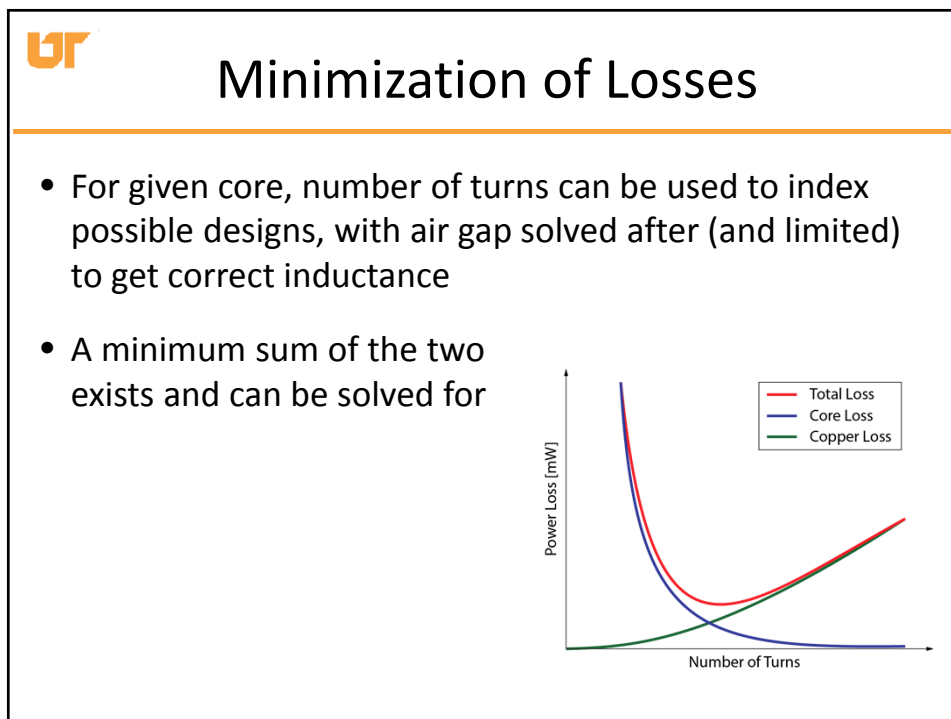 UT
Minimization of Losses
• For given core, number of turns can be used to index
possible designs, with air gap solved after (and limited)
to get correct inductance
• A minimum sum of the two
exists and can be solved for
Total Loss
Core Loss
Copper Loss
Power Loss [mW]
Number of Turns